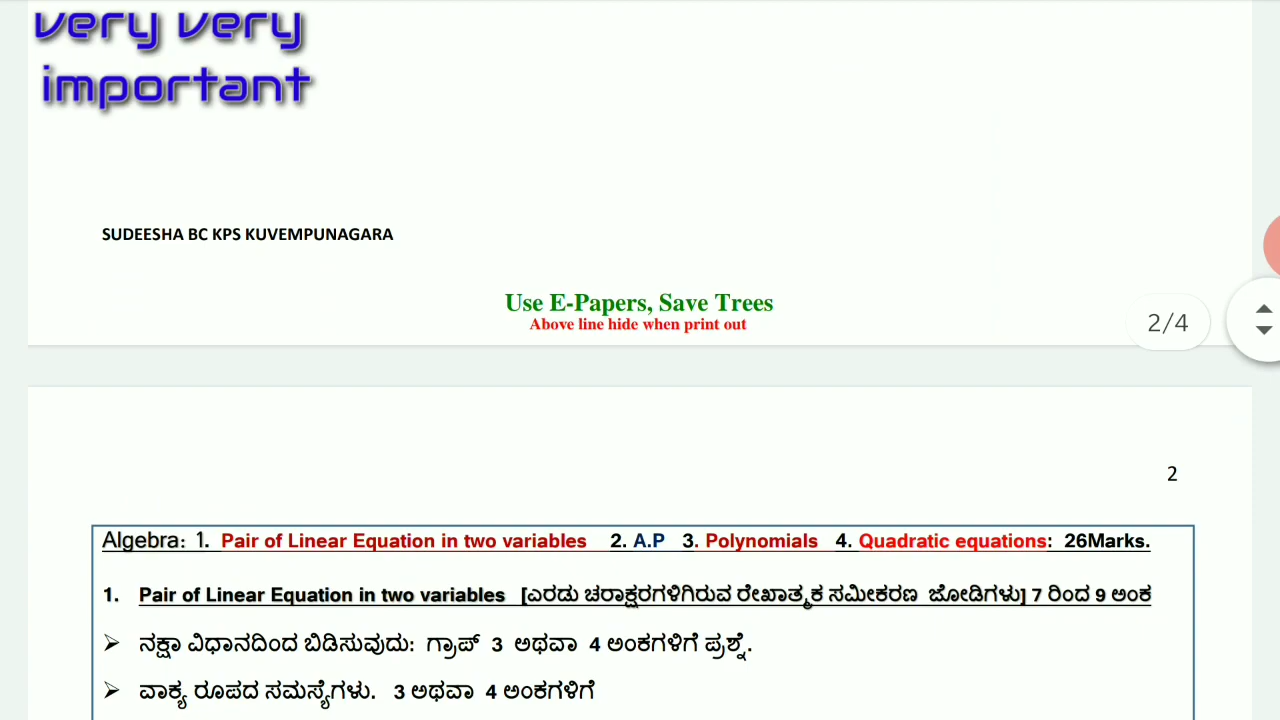 very very
important
SUDEESHA BC KPS KUVEMPUNAGARA
Use E-Papers, Save Trees
Above line hide when print out
2/4
2
Algebra: 1. Pair of Linear Equation in two variables 2. A.P 3. Polynomials 4. Quadratic equations: 26Marks.
1. Pair of Linear Equation in two variables [ಎರಡು ಚರಾಕ್ಷರಗಳಿಗಿರುವ ರೇಖಾತ್ಮಕ ಸಮೀಕರಣ ಜೋಡಿಗಳು] 7 ರಿಂದ 9 ಅಂಕ
➢ ನಕ್ಷಾ ವಿಧಾನದಿಂದ ಬಿಡಿಸುವುದು: ಗ್ರಾಪ್ 3 ಅಥವಾ 4 ಅಂಕಗಳಿಗೆ ಪ್ರಶ್ನೆ.
➢ ವಾಕ್ಯ ರೂಪದ ಸಮಸ್ಯೆಗಳು. 3 ಅಥವಾ 4 ಅಂಕಗಳಿಗೆ